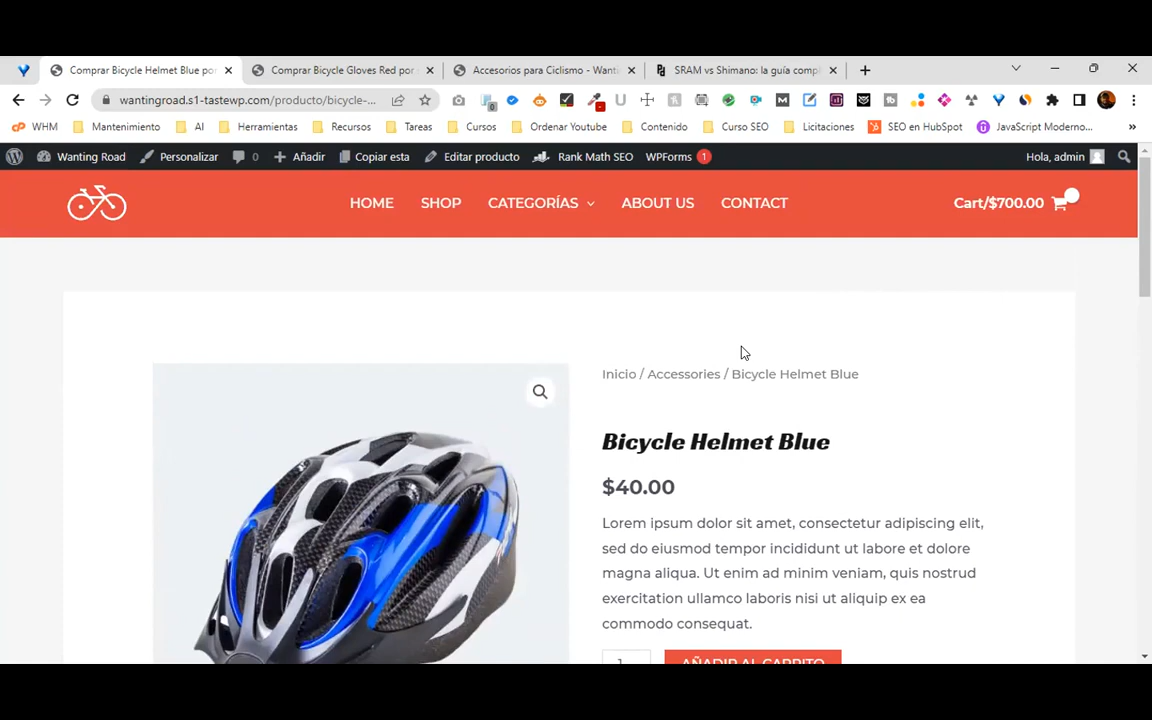 Comprar Bicycle Helmet Blue por
Comprar Bicycle Gloves Red por
Accesorios para Ciclismo - Wanti
SRAM vs Shimano: la guía compl
wantingroad.s1-tastewp.com/producto/bicycle-...
WHM
Mantenimiento
AI
Herramientas
Recursos
Tareas
Cursos
Ordenar Youtube
Contenido
Curso SEO
Licitaciones
SEO en HubSpot
JavaScript Moderno...
Wanting Road
Personalizar
0
Añadir
Copiar esta
Editar producto
Rank Math SEO
WPForms 1
Hola, admin
HOME
SHOP
CATEGORÍAS
ABOUT US
CONTACT
Cart/$700.00
Inicio / Accessories / Bicycle Helmet Blue
Bicycle Helmet Blue
$40.00
Lorem ipsum dolor sit amet, consectetur adipiscing elit,
sed do eiusmod tempor incididunt ut labore et dolore
magna aliqua. Ut enim ad minim veniam, quis nostrud
exercitation ullamco laboris nisi ut aliquip ex ea
commodo consequat.
1
AÑADIR AL CARRITO